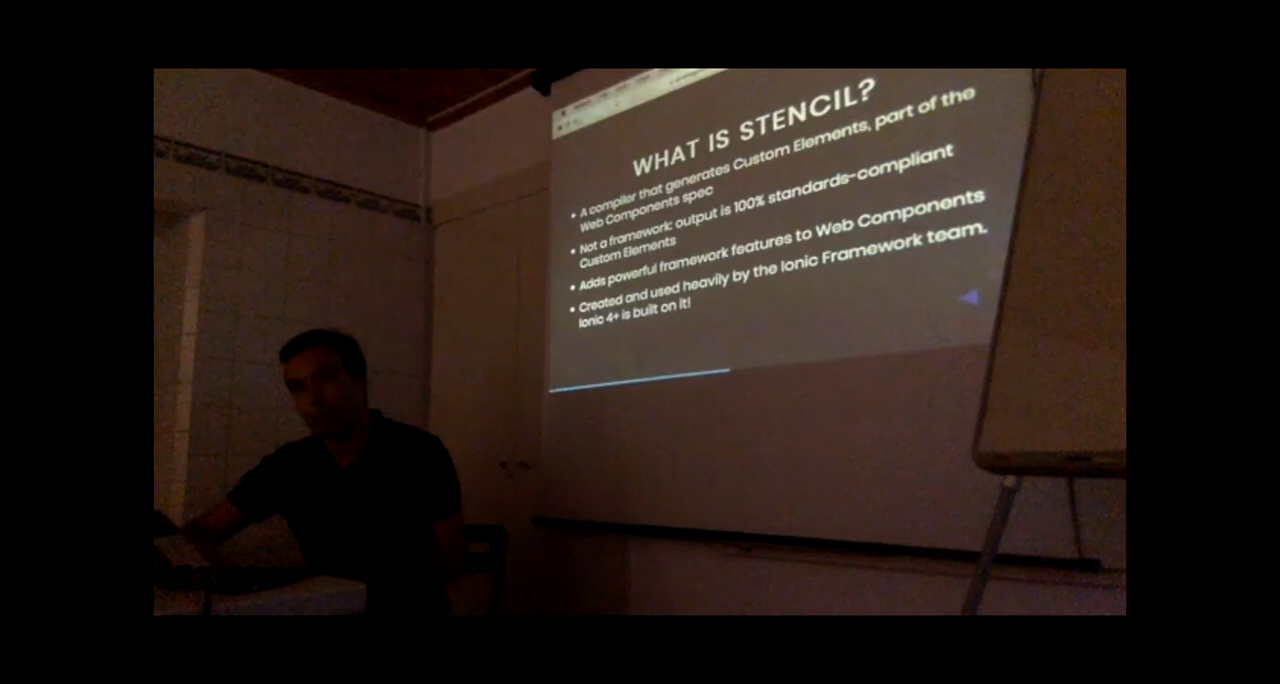 WHAT IS STENCIL?
• A compiler that generates Custom Elements, part of the
Web Components spec
• Not a framework: output is 100% standards-compliant
Custom Elements
• Adds powerful framework features to Web Components
• Created and used heavily by the Ionic Framework team.
Ionic 4+ is built on it!